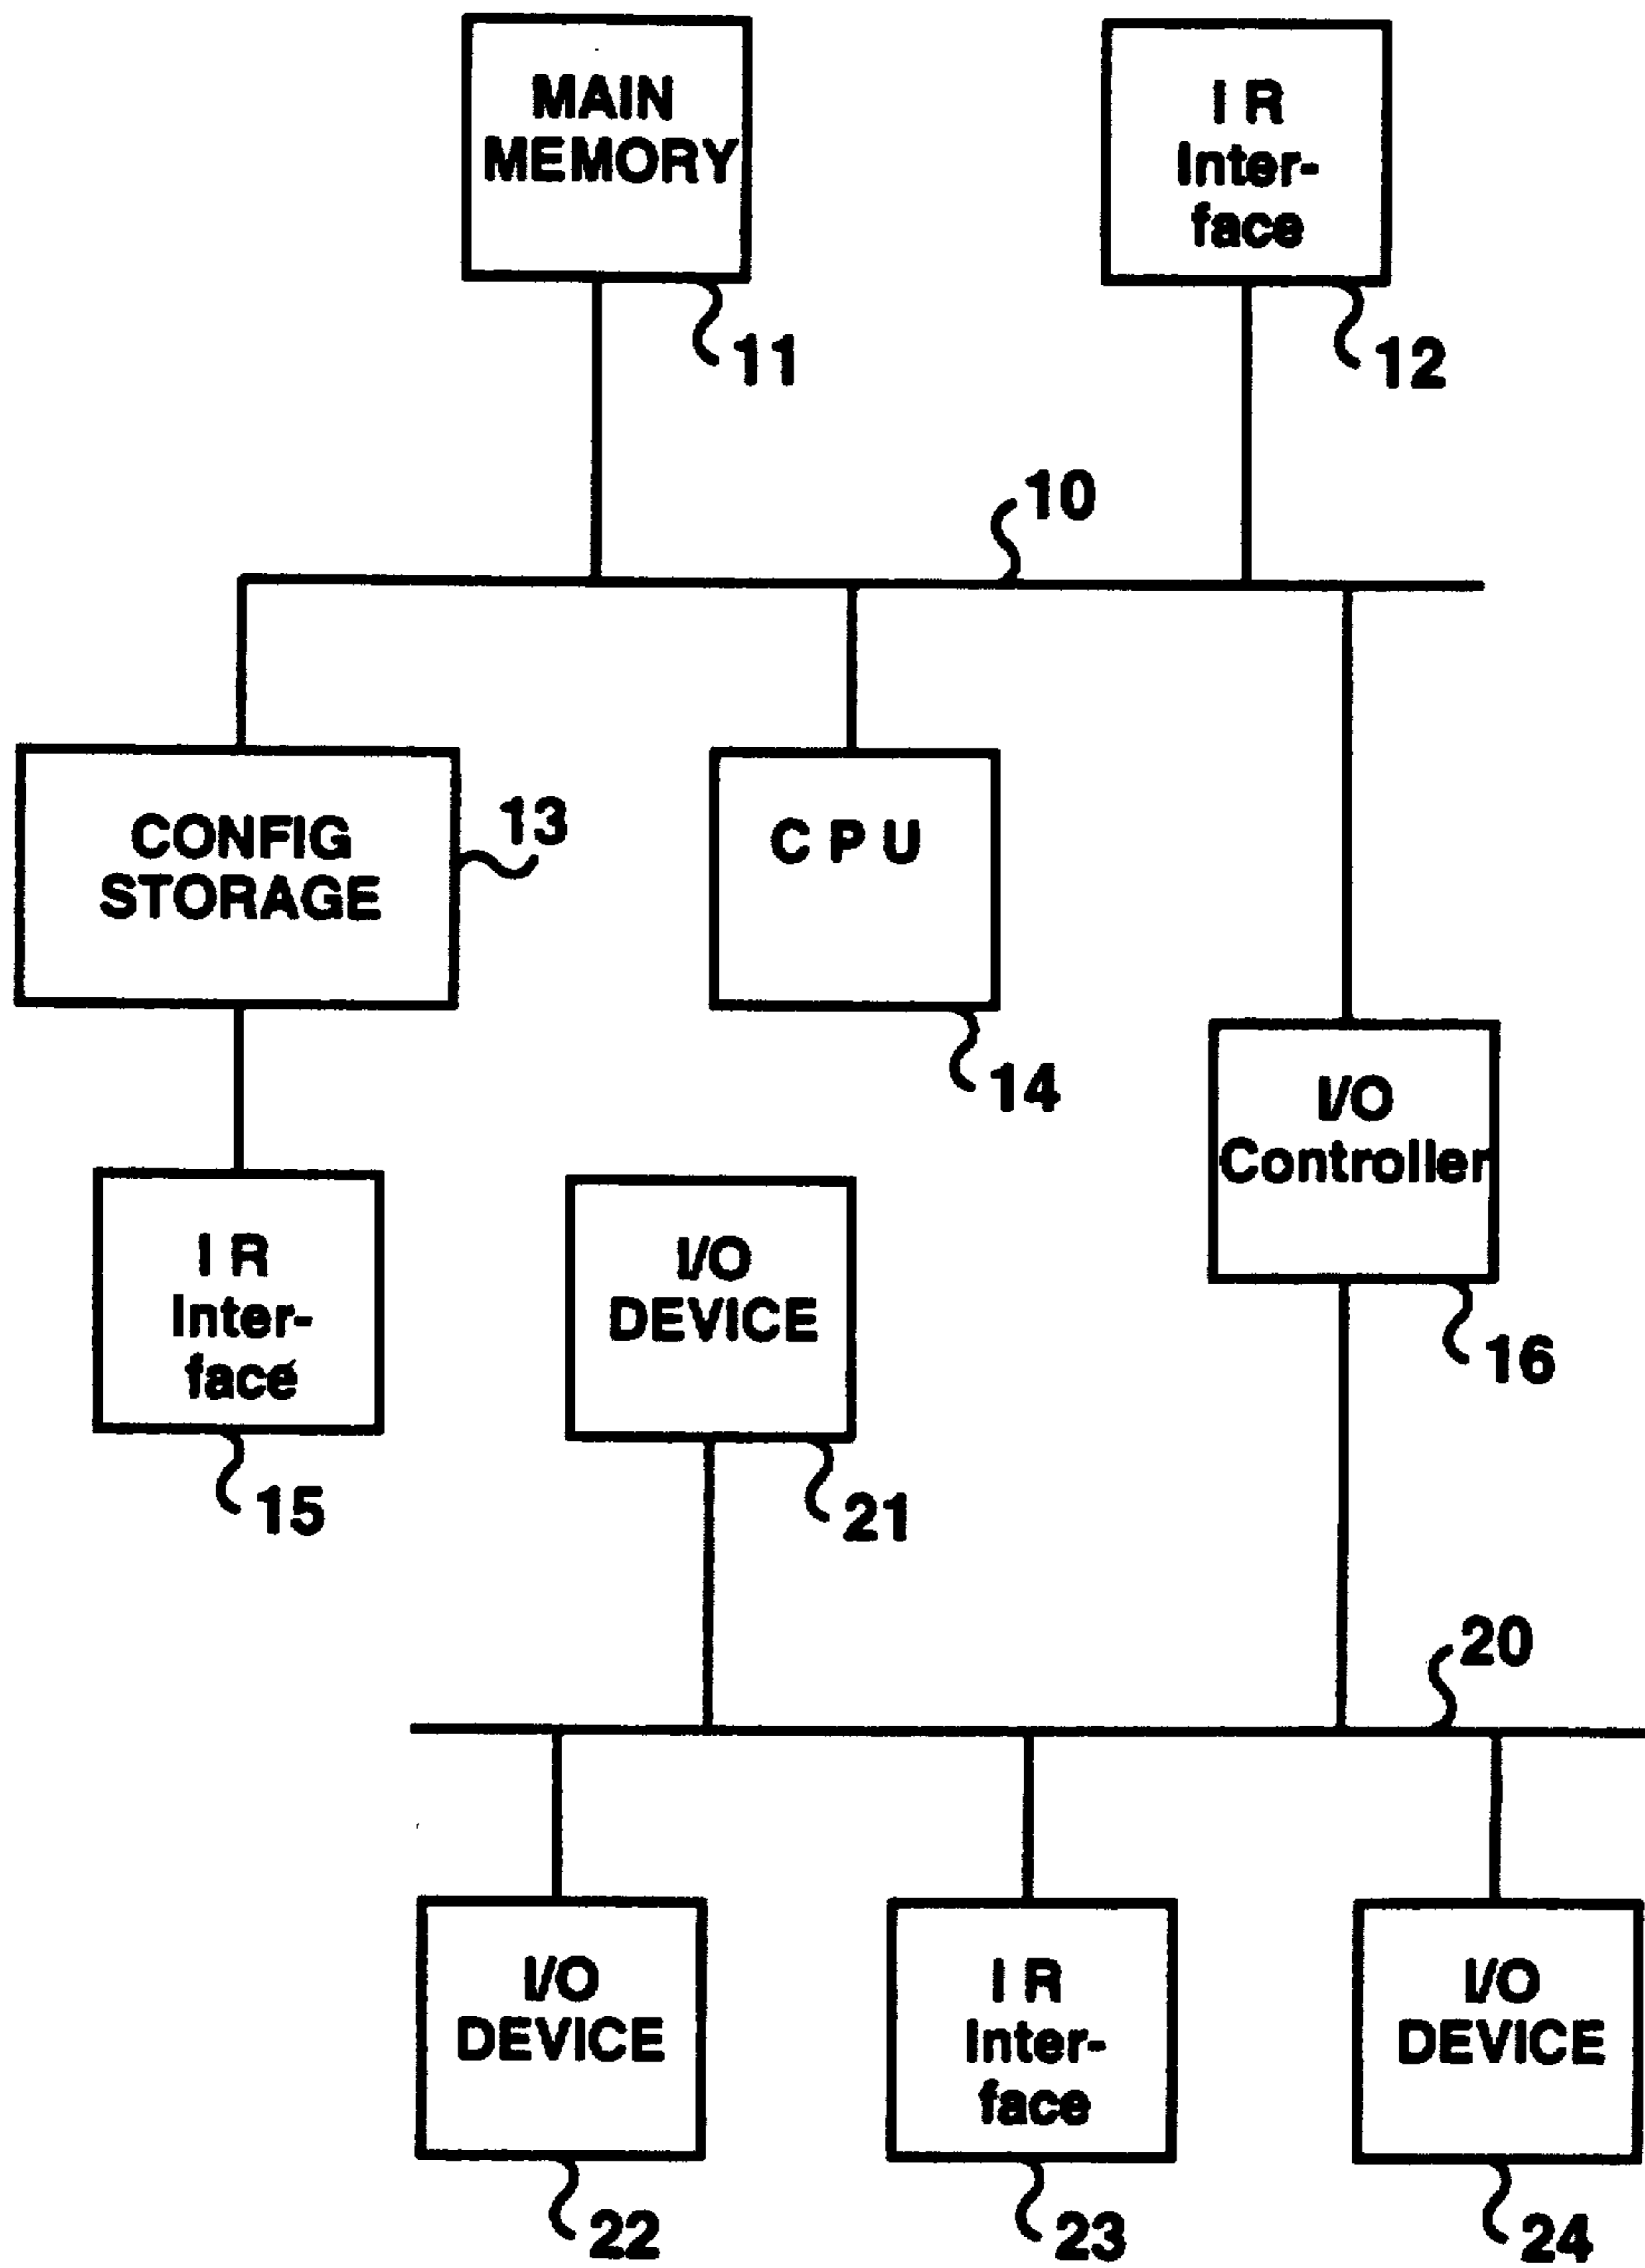 MAIN
MEMORY
I R
Inter-
face
11
12
10
CONFIG
STORAGE
13
C P U
14
I/O
Controller
16
I R
Inter-
face
15
I/O
DEVICE
21
20
I/O
DEVICE
22
I R
Inter-
face
23
I/O
DEVICE
24